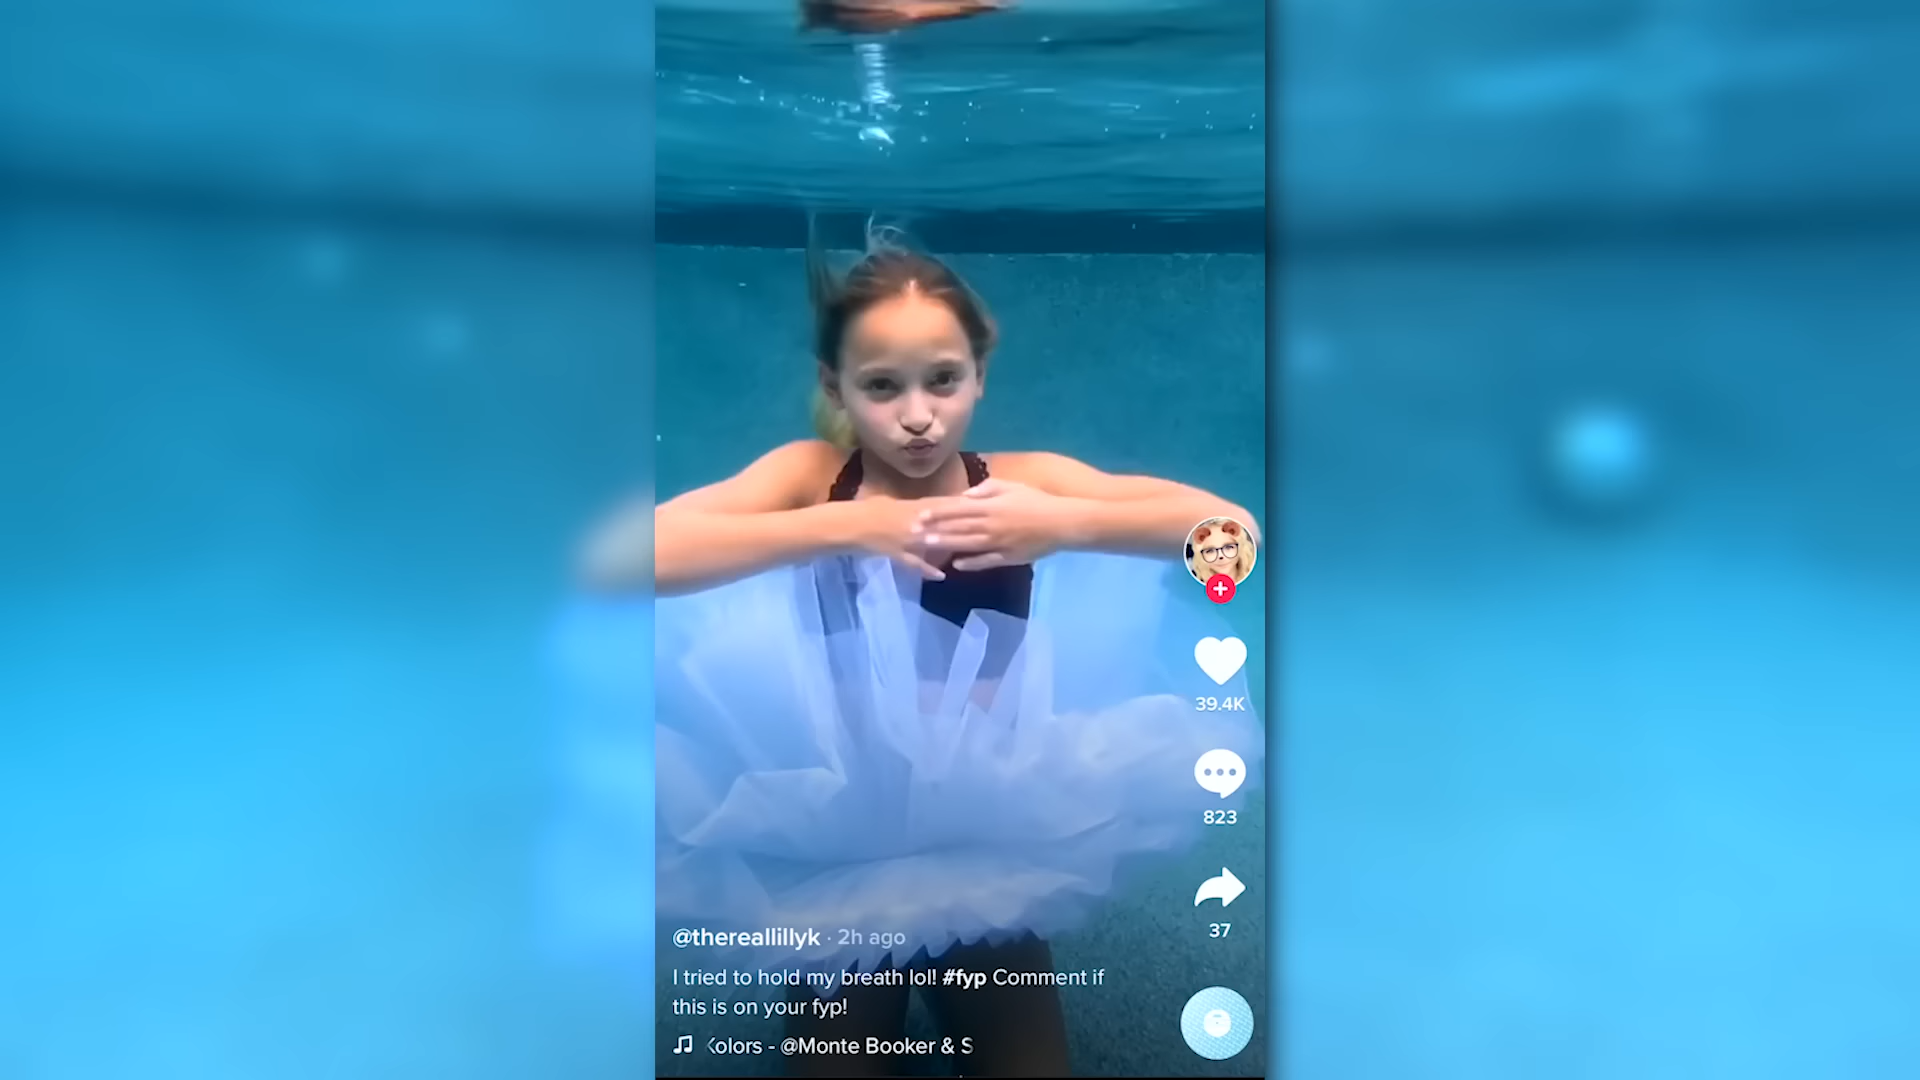 39.4K
823
37
@thereallillyk · 2h ago
I tried to hold my breath lol! #fyp Comment if
this is on your fyp!
Kolors - @Monte Booker & S